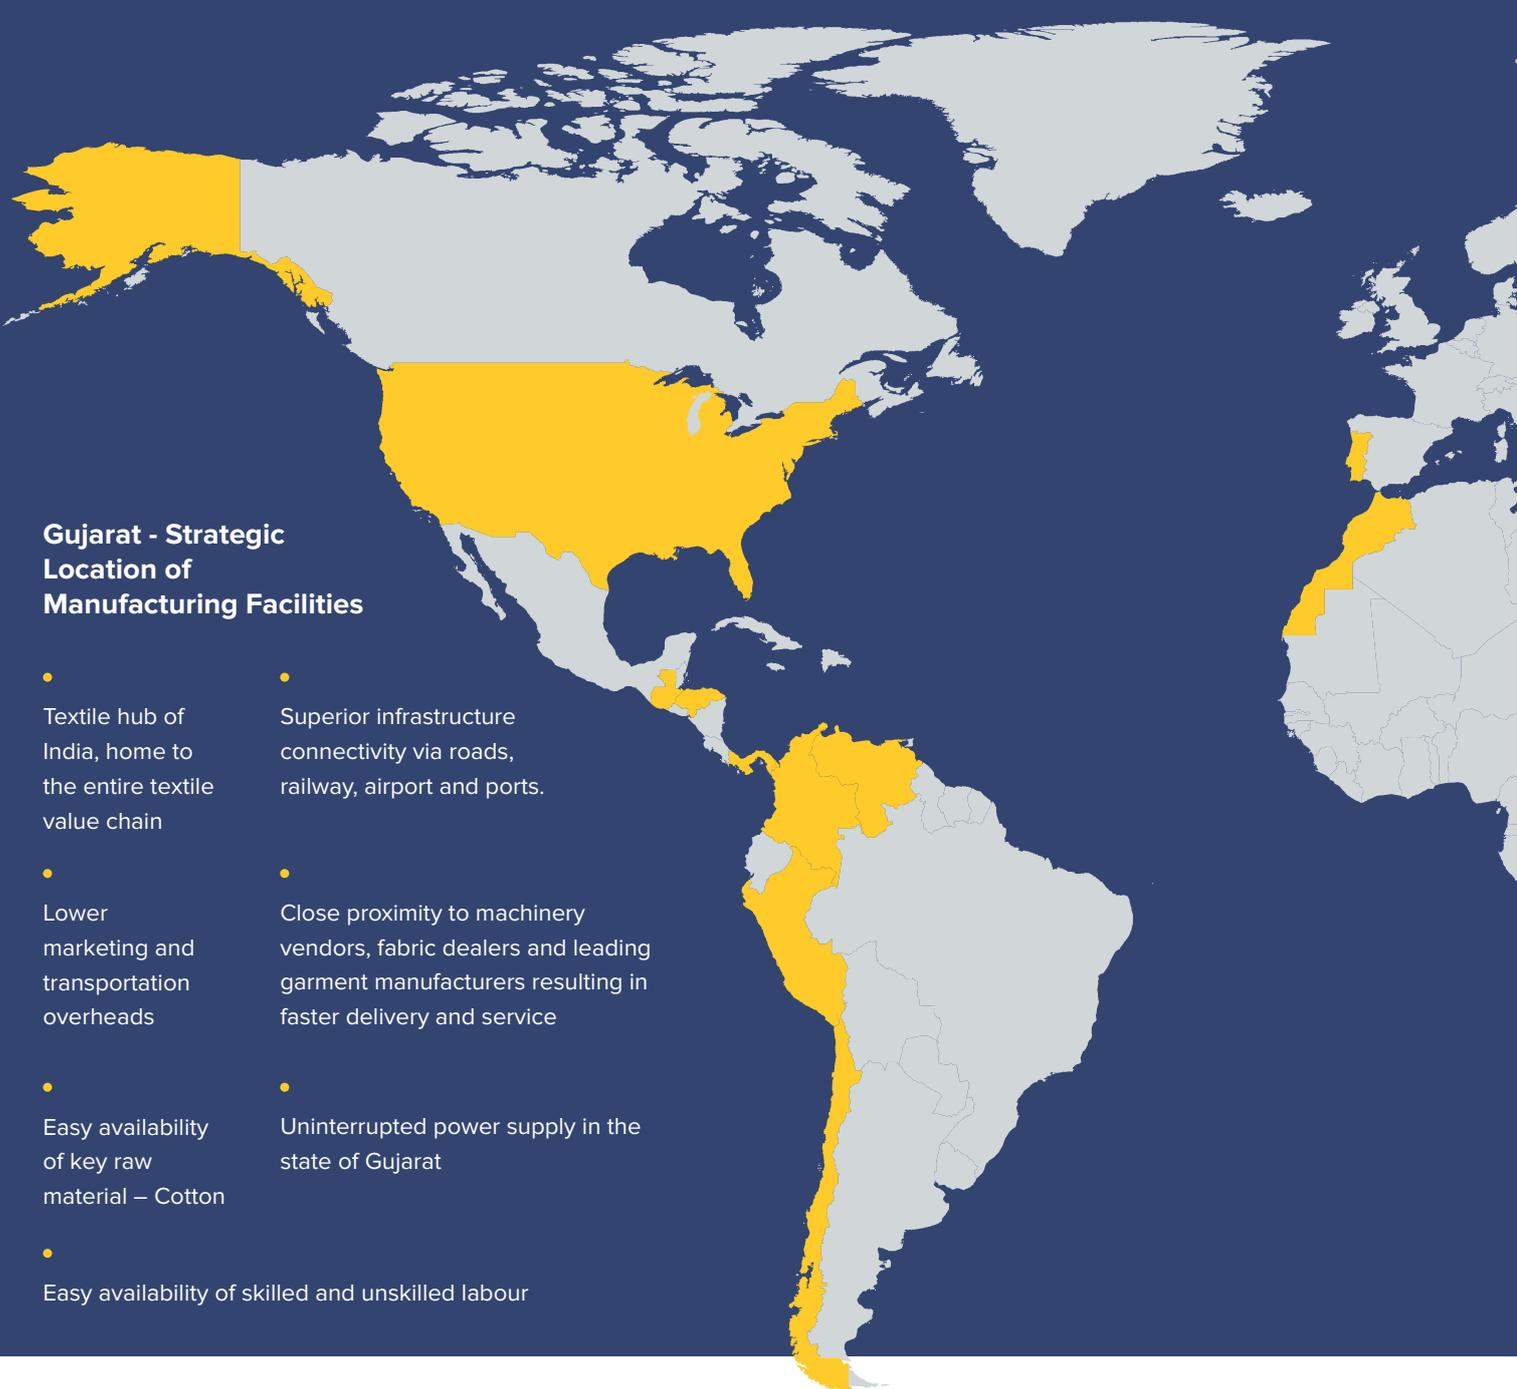 Gujarat - Strategic
Location of
Manufacturing Facilities
Textile hub of
India, home to
the entire textile
value chain
Superior infrastructure
connectivity via roads,
railway, airport and ports.
Lower
marketing and
transportation
overheads
Close proximity to machinery
vendors, fabric dealers and leading
garment manufacturers resulting in
faster delivery and service
Easy availability
of key raw
material – Cotton
Uninterrupted power supply in the
state of Gujarat
Easy availability of skilled and unskilled labour